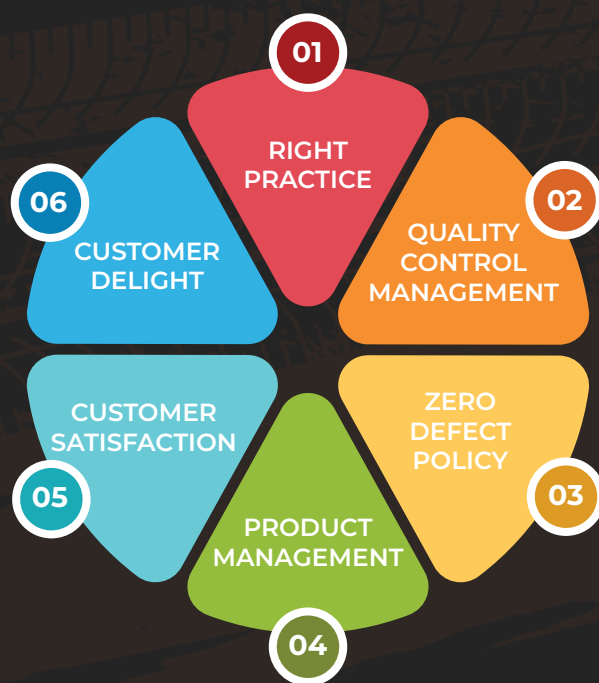 01
RIGHT
PRACTICE
02
QUALITY
CONTROL
MANAGEMENT
03
ZERO
DEFECT
POLICY
04
PRODUCT
MANAGEMENT
05
CUSTOMER
SATISFACTION
06
CUSTOMER
DELIGHT